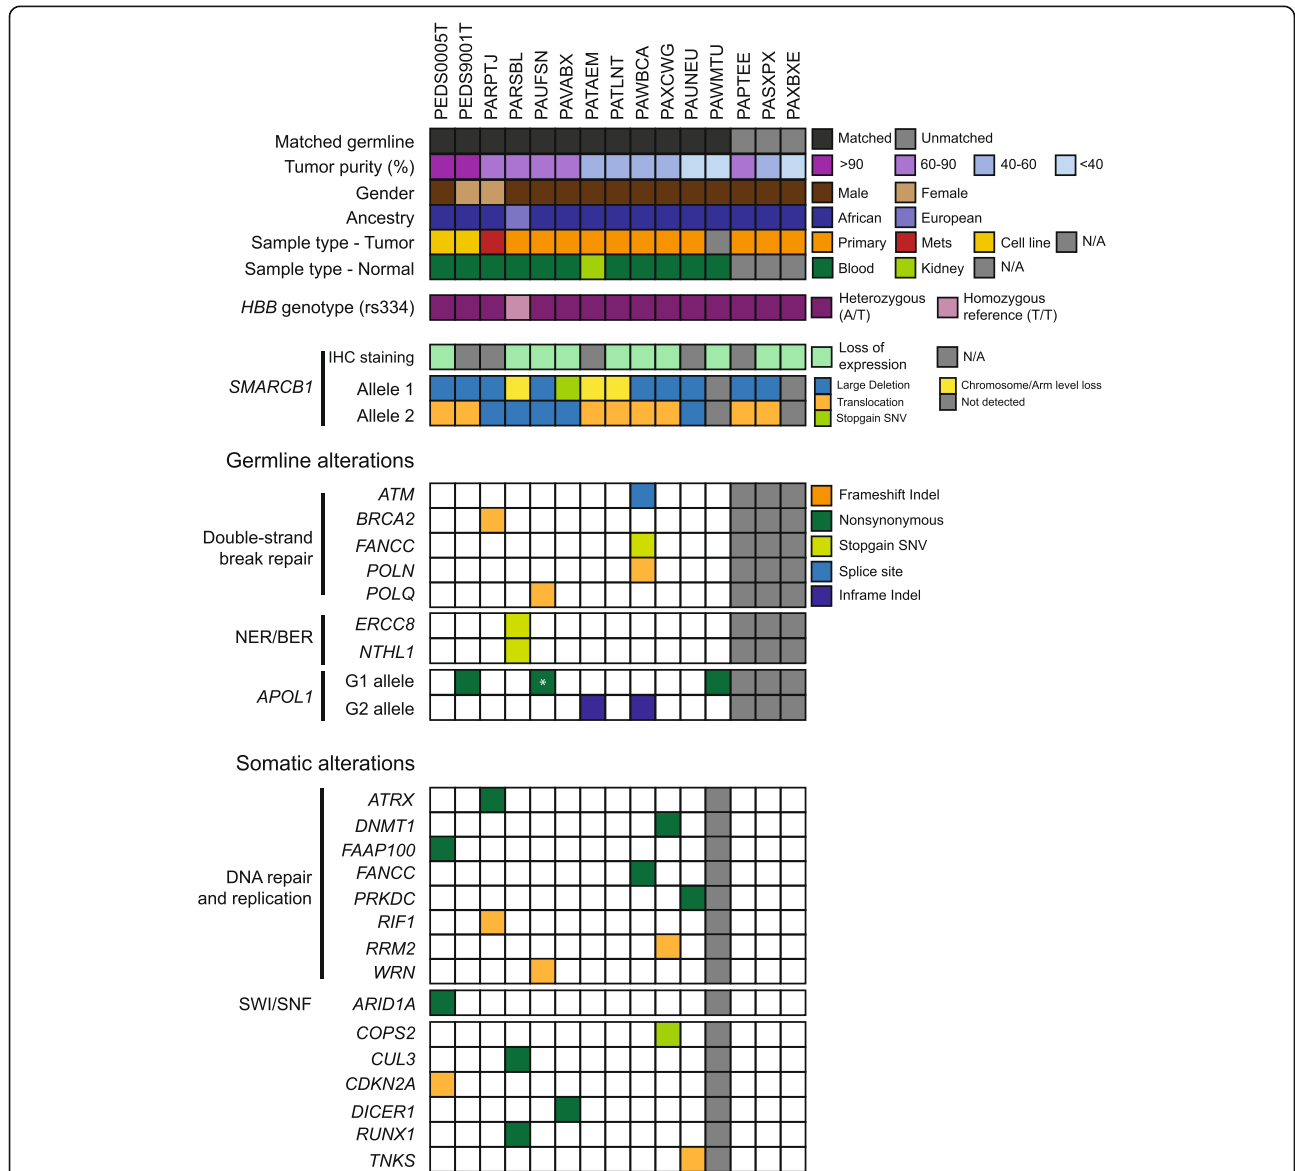 PEDS0005T PEDS9001T PARPTJ PARSBL PAUFSN PAVABX PATAEM PATLNT PAWBCA PAXCWG PAUNEU PAWMTU PAPTEE PASXPX PAXBXE
Matched germline Matched Unmatched
Tumor purity (%) >90 60-90 40-60 <40
Gender Male Female
Ancestry African European
Sample type - Tumor Primary Mets Cell line N/A
Sample type - Normal Blood Kidney N/A
HBB genotype (rs334) Heterozygous (A/T) Homozygous reference (T/T)
SMARCB1
IHC staining Loss of expression N/A
Allele 1 Large Deletion Chromosome/Arm level loss
Allele 2 Translocation Not detected
Stopgain SNV
Germline alterations
Double-strand
break repair
ATM Frameshift Indel
BRCA2 Nonsynonymous
FANCC Stopgain SNV
POLN Splice site
POLQ Inframe Indel
NER/BER
ERCC8
NTHL1
APOL1
G1 allele *
G2 allele
Somatic alterations
DNA repair
and replication
ATRX
DNMT1
FAAP100
FANCC
PRKDC
RIF1
RRM2
WRN
SWI/SNF ARID1A
COPS2
CUL3
CDKN2A
DICER1
RUNX1
TNKS